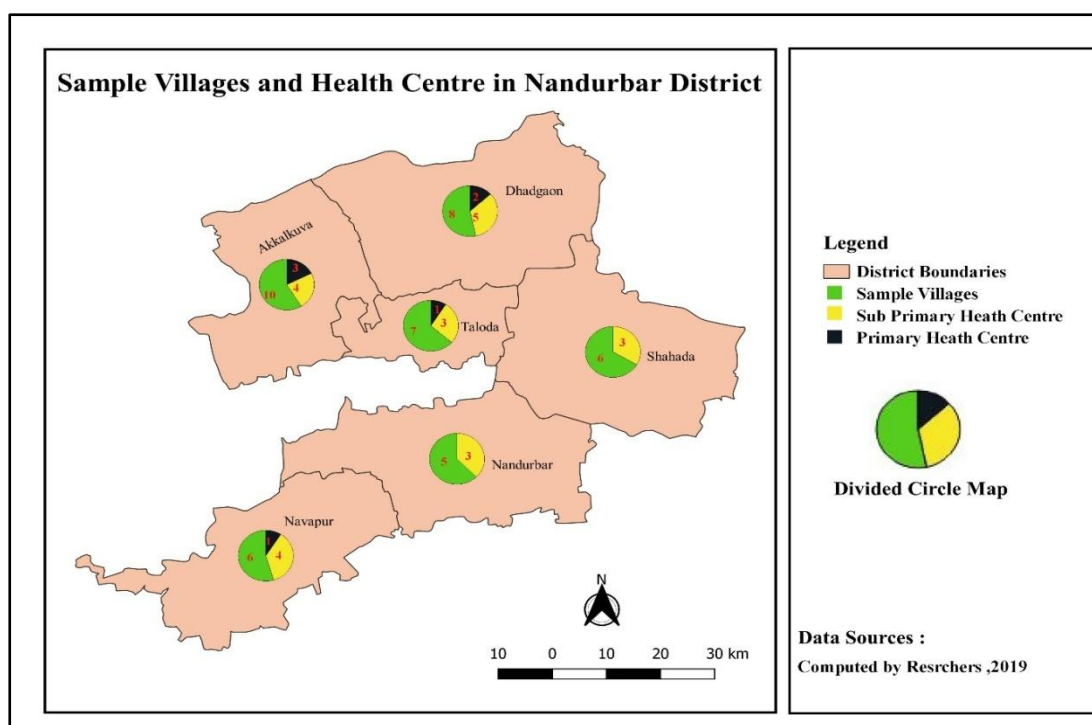 Sample Villages and Health Centre in Nandurbar District
Dhadgaon
2
8
5
Akkalkuva
3
4
10
1
3
7
Taloda
3
6
Shahada
5
3
Nandurbar
Navapur
1
6
4
N
10 0 10 20 30 km
Legend
District Boundaries
Sample Villages
Sub Primary Heath Centre
Primary Heath Centre
Divided Circle Map
Data Sources :
Computed by Resrchers ,2019